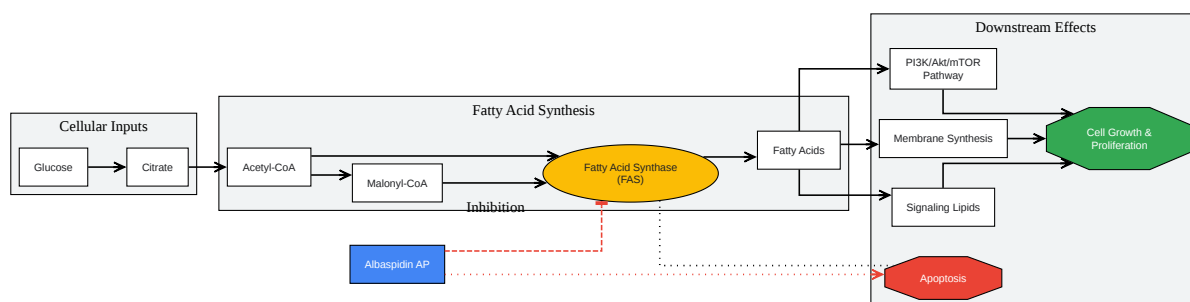 Downstream Effects
PI3K/Akt/mTOR
Pathway
Fatty Acid Synthesis
Cellular Inputs
Glucose
Citrate
Acetyl-CoA
Malonyl-CoA
Fatty Acid Synthase
(FAS)
Fatty Acids
Membrane Synthesis
Cell Growth &
Proliferation
Signaling Lipids
Inhibition
Albaspidin AP
Apoptosis